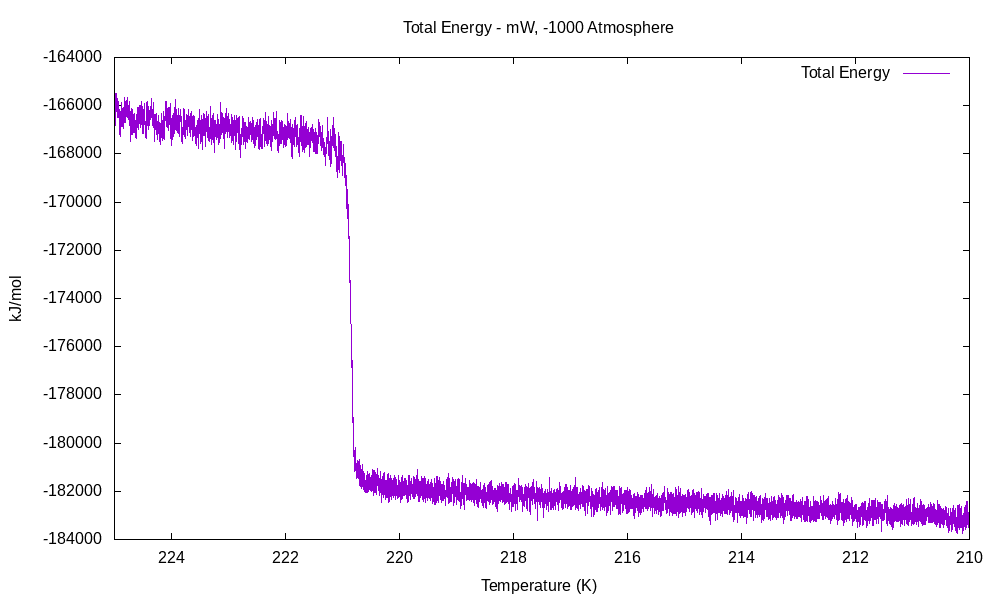 Total Energy - mW, -1000 Atmosphere
Total Energy
-164000
-166000
-168000
-170000
-172000
-174000
-176000
-178000
-180000
-182000
-184000
kJ/mol
224 222 220 218 216 214 212 210
Temperature (K)